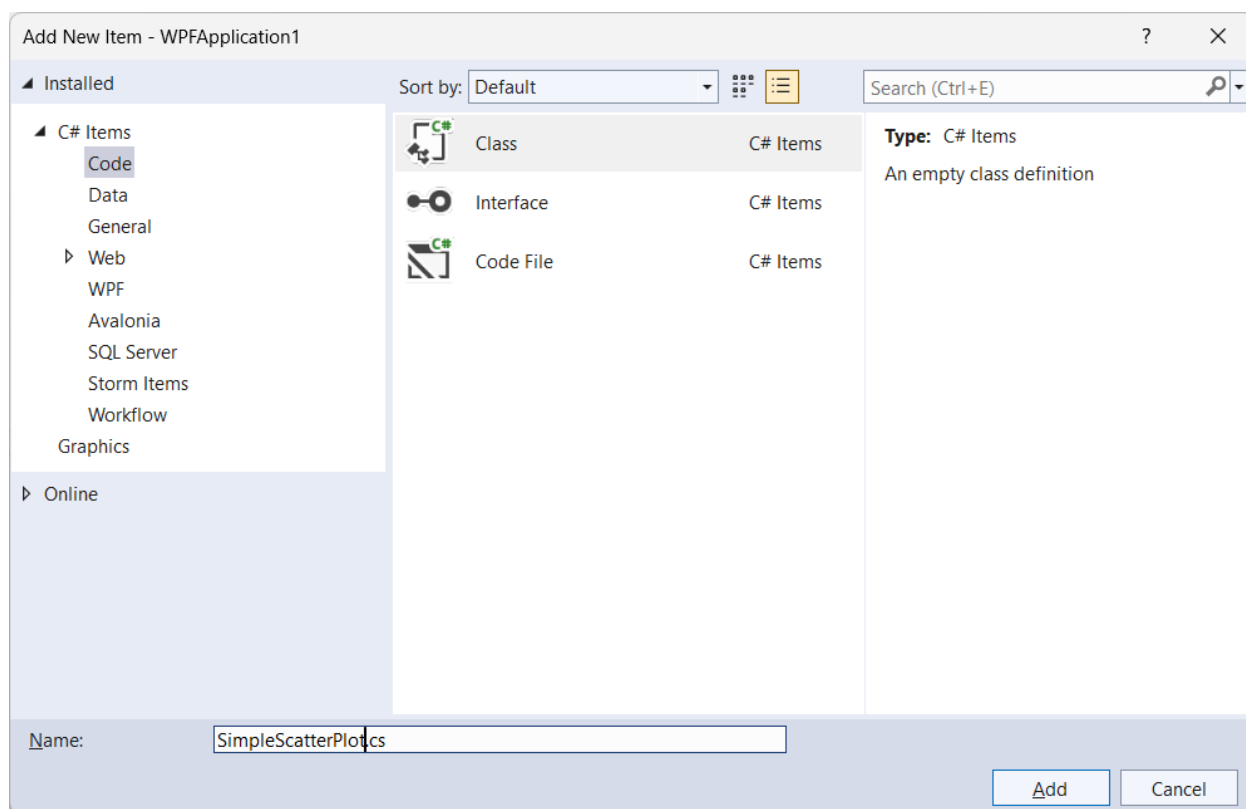 Add New Item - WPFApplication1
?
Installed
Sort by: Default
Search (Ctrl+E)
C# Items
Code
Data
General
Web
WPF
Avalonia
SQL Server
Storm Items
Workflow
Graphics
Online
C# Class C# Items
Interface C# Items
C# Code File C# Items
Type: C# Items
An empty class definition
Name: SimpleScatterPlot.cs
Add Cancel